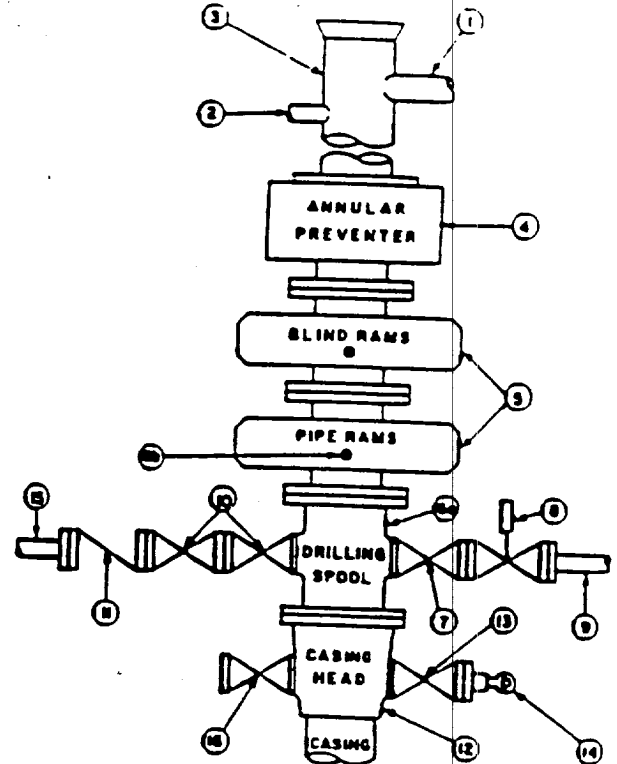 3
1
2
ANNULAR
PREVENTER
4
BLIND RAMS
5
PIPE RAMS
15
10
8
DRILLING
SPOOL
11
7
13
9
CASING
HEAD
16
12
14
CASING